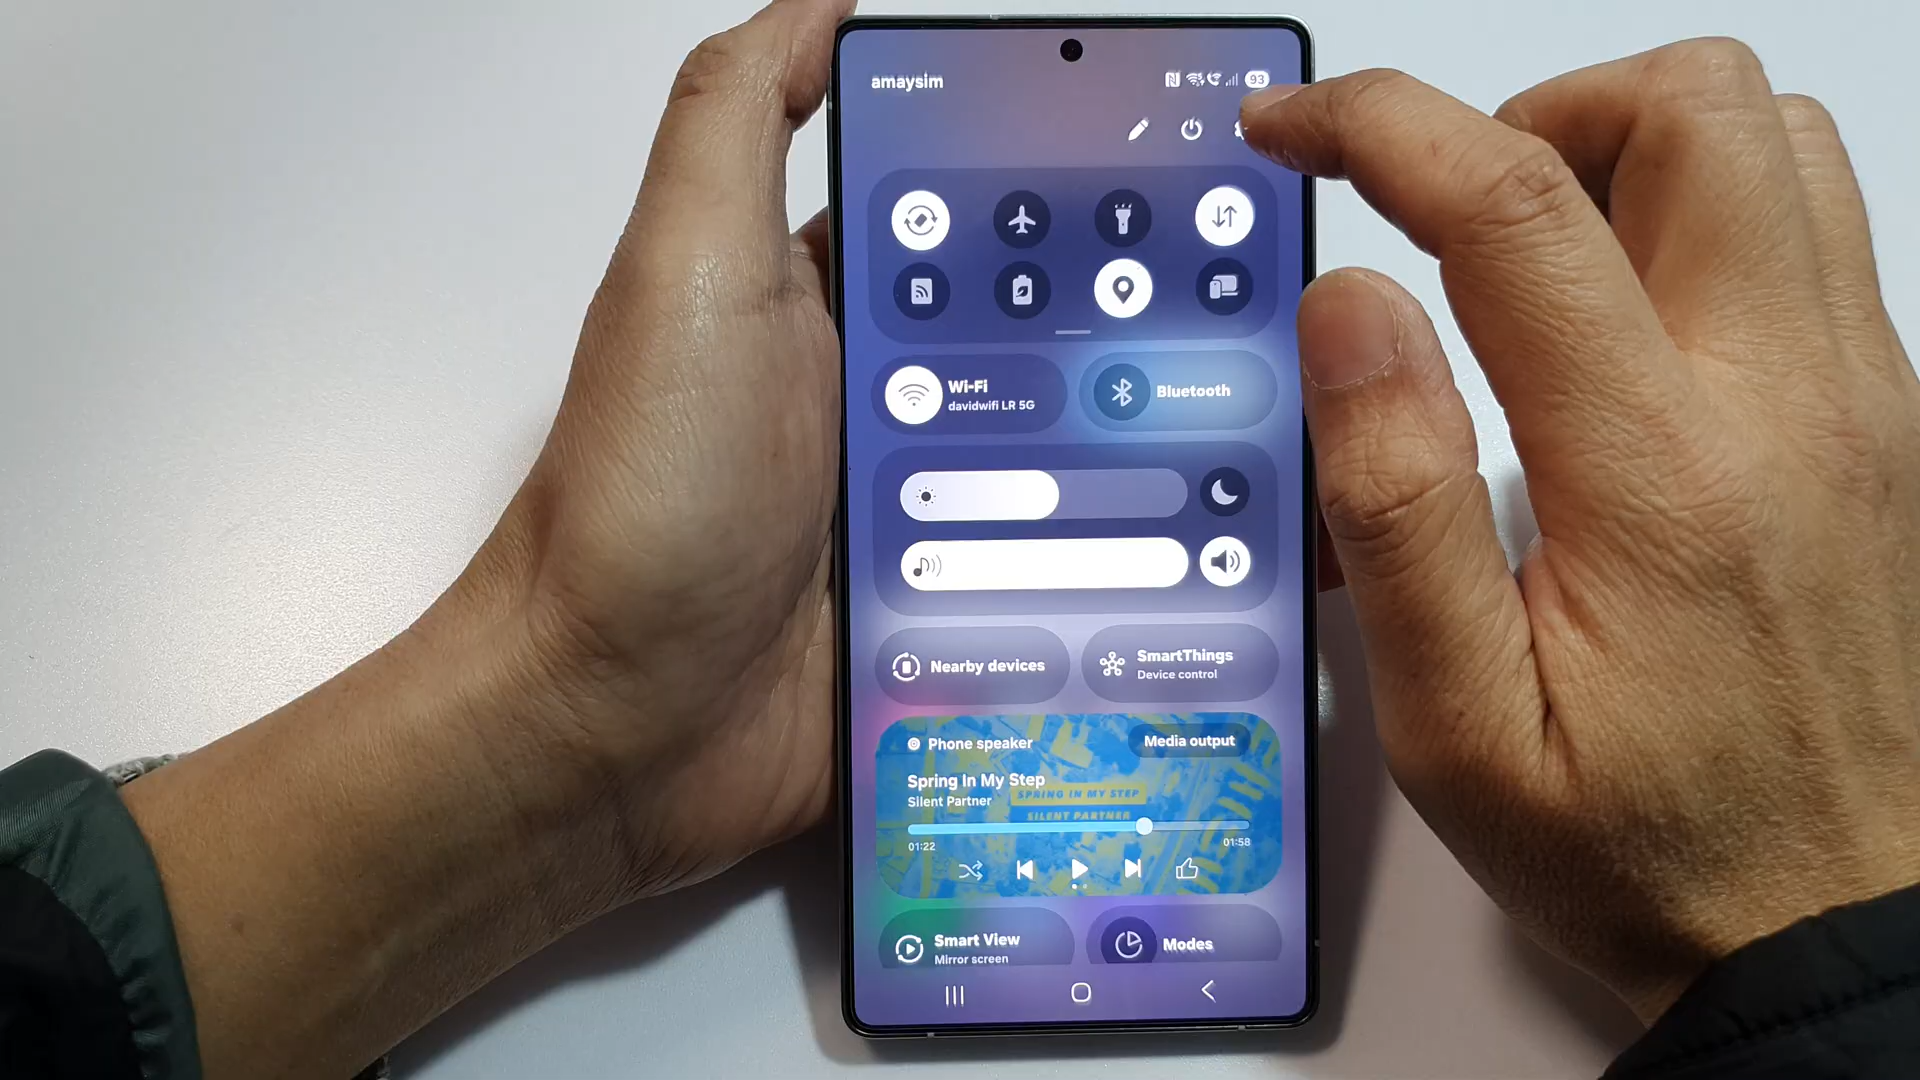 amaysim
93
Wi-Fi
davidwifi LR 5G
Bluetooth
Nearby devices
SmartThings
Device control
Phone speaker
Media output
Spring In My Step
Silent Partner
SPRING IN MY STEP
SILENT PARTNER
01:22
01:58
Smart View
Mirror screen
Modes